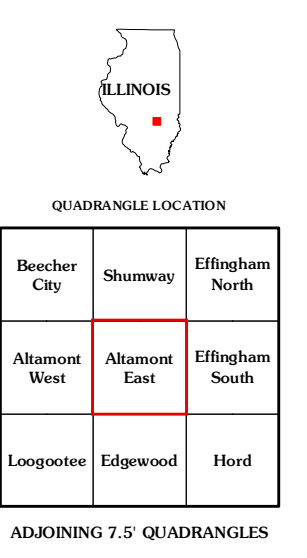 ILLINOIS
QUADRANGLE LOCATION
Beecher
City
Shumway
Effingham
North
Altamont
West
Altamont
East
Effingham
South
Loogootee
Edgewood
Hord
ADJOINING 7.5' QUADRANGLES